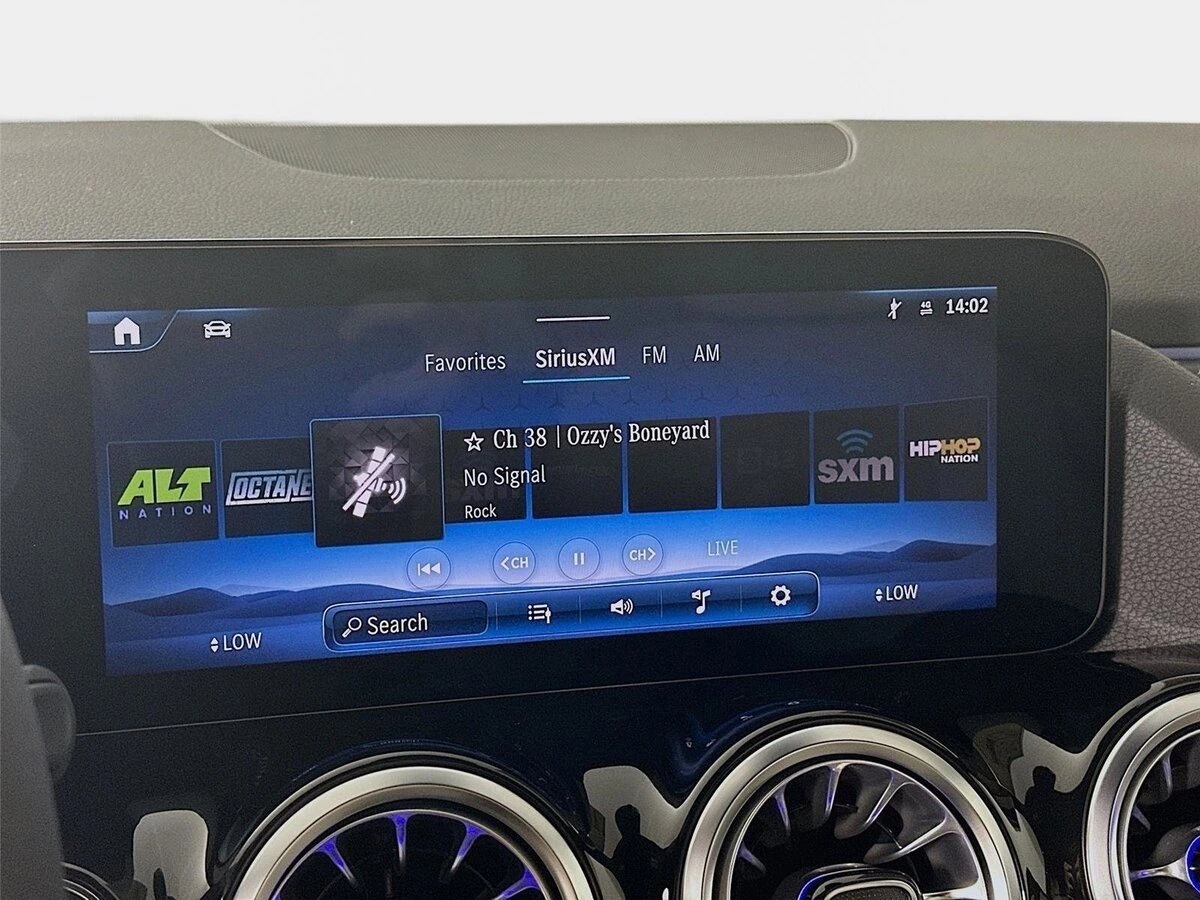 4G 14:02
Favorites SiriusXM FM AM
ALT NATION
OCTANE
☆ Ch 38 | Ozzy's Boneyard
No Signal
Rock
sxm
HIPHOP NATION
<CH CH> LIVE
LOW
Search
LOW